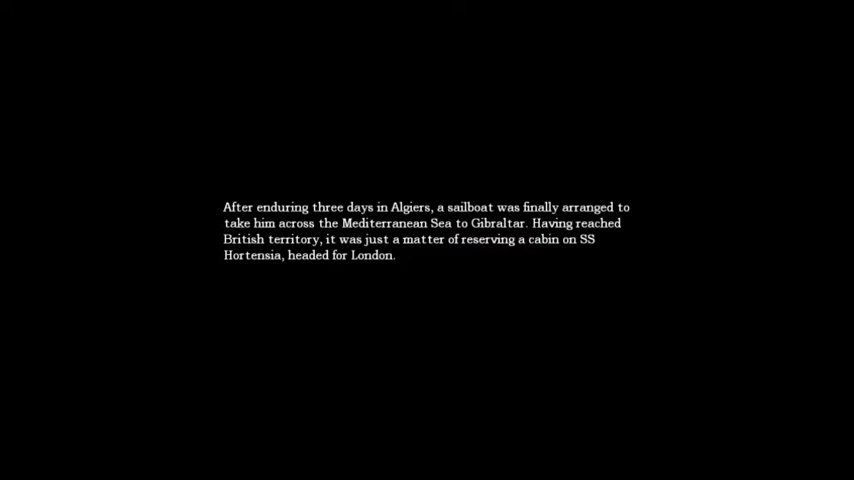 After enduring three days in Algiers, a sailboat was finally arranged to
take him across the Mediterranean Sea to Gibraltar. Having reached
British territory, it was just a matter of reserving a cabin on SS
Hortensia, headed for London.